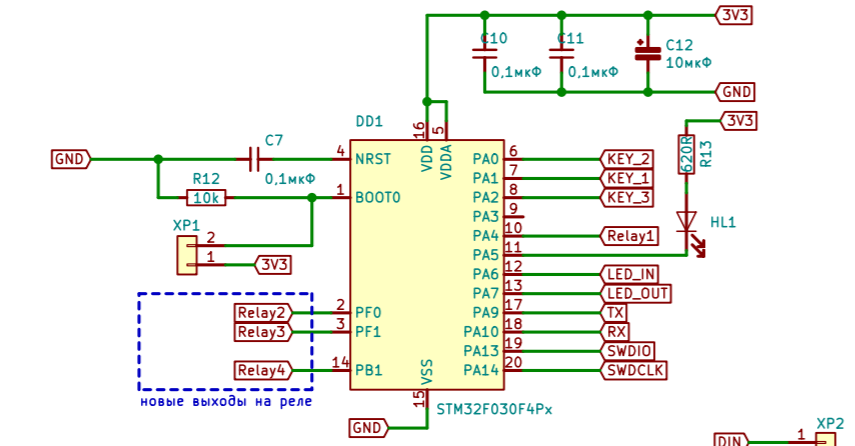 3V3
C10
C11
C12
0,1мкФ
0,1мкФ
10мкФ
GND
3V3
DD1
16
5
620R
R13
C7
VDD
VDDA
GND
4
NRST
PA0
6
KEY_2
0,1мкФ
PA1
7
KEY_1
R12
10k
1
BOOT0
PA2
8
KEY_3
PA3
9
XP1
HL1
2
PA4
10
Relay1
1
3V3
PA5
11
PA6
12
LED_IN
PA7
13
LED_OUT
Relay2
2
PF0
PA9
17
TX
Relay3
3
PF1
PA10
18
RX
PA13
19
SWDIO
Relay4
14
PB1
PA14
20
SWDCLK
VSS
новые выходы на реле
15
STM32F030F4Px
GND
XP2
DIN
1